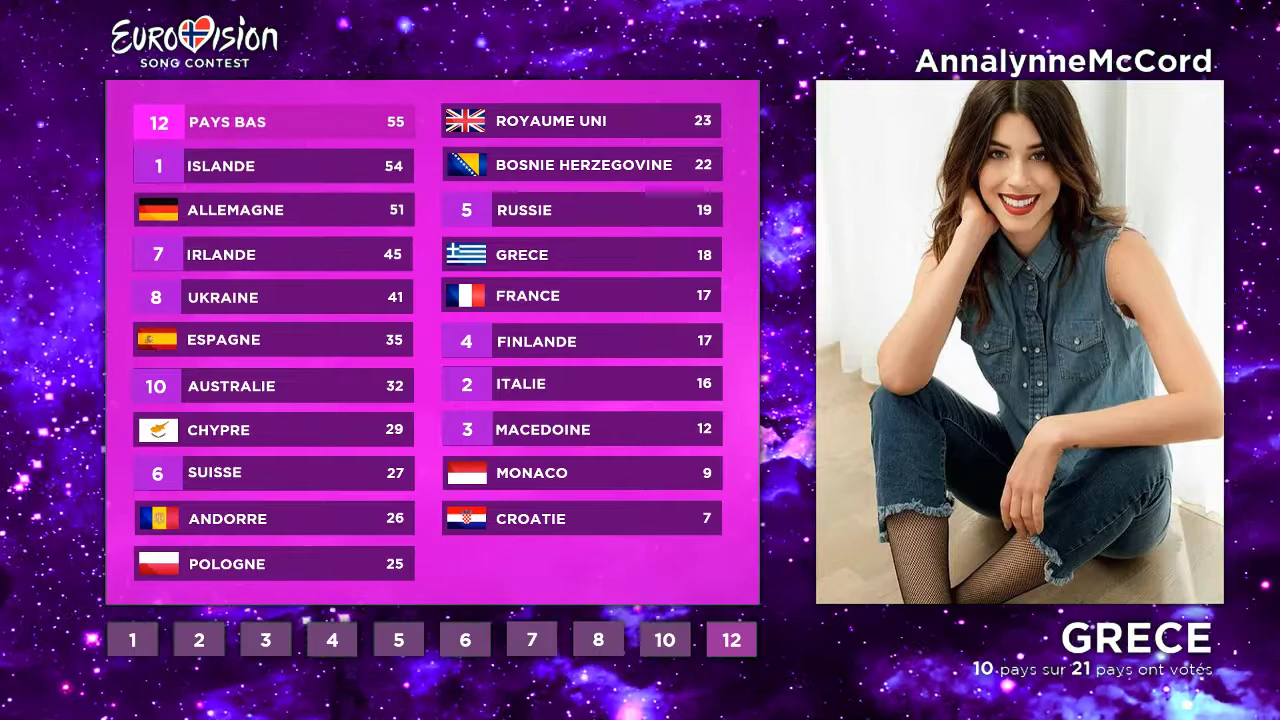 EUROVISION
SONG CONTEST
AnnalynneMcCord
12 PAYS BAS 55
1 ISLANDE 54
ALLEMAGNE 51
7 IRLANDE 45
8 UKRAINE 41
ESPAGNE 35
10 AUSTRALIE 32
CHYPRE 29
6 SUISSE 27
ANDORRE 26
POLOGNE 25
ROYAUME UNI 23
BOSNIE HERZEGOVINE 22
5 RUSSIE 19
GRECE 18
FRANCE 17
4 FINLANDE 17
2 ITALIE 16
3 MACEDOINE 12
MONACO 9
CROATIE 7
1 2 3 4 5 6 7 8 10 12
GRECE
10 pays sur 21 pays ont votés